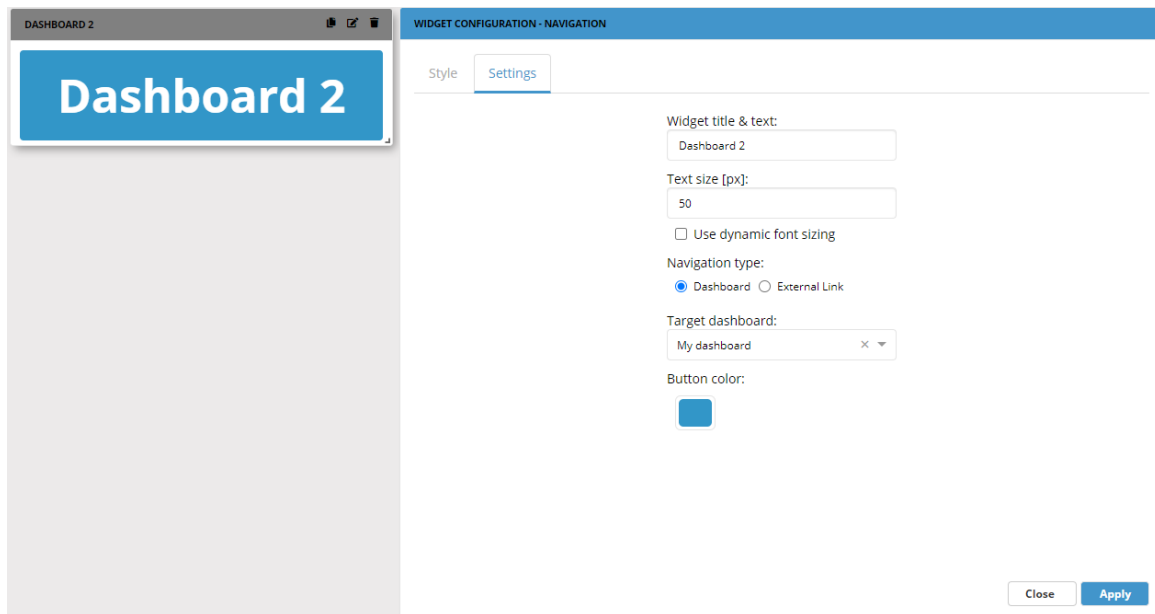 DASHBOARD 2
Dashboard 2
WIDGET CONFIGURATION - NAVIGATION
Style Settings
Widget title & text:
Dashboard 2
Text size [px]:
50
Use dynamic font sizing
Navigation type:
Dashboard External Link
Target dashboard:
My dashboard
Button color:
Close Apply